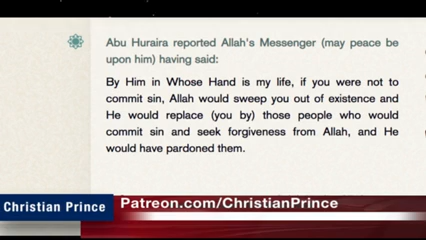 Abu Huraira reported Allah's Messenger (may peace be
upon him) having said:
By Him in Whose Hand is my life, if you were not to
commit sin, Allah would sweep you out of existence and
He would replace (you by) those people who would
commit sin and seek forgiveness from Allah, and He
would have pardoned them.
Christian Prince
Patreon.com/ChristianPrince